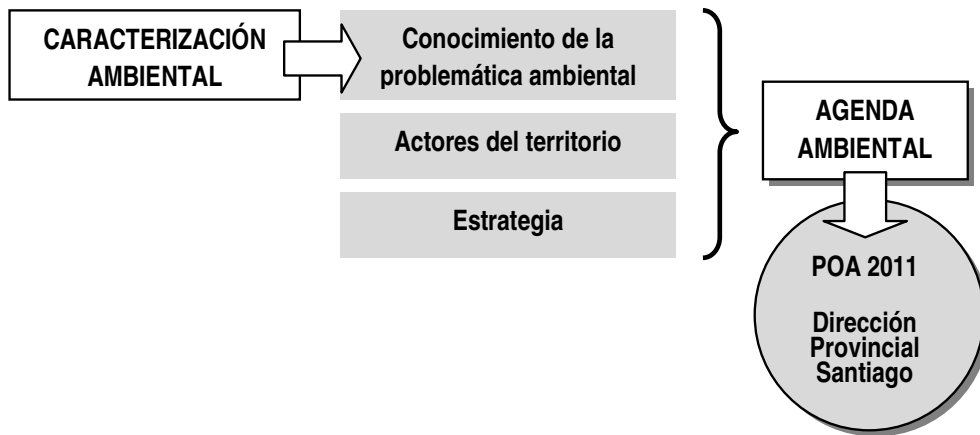 CARACTERIZACIÓN
AMBIENTAL
Conocimiento de la
problemática ambiental
Actores del territorio
Estrategia
AGENDA
AMBIENTAL
POA 2011
Dirección
Provincial
Santiago